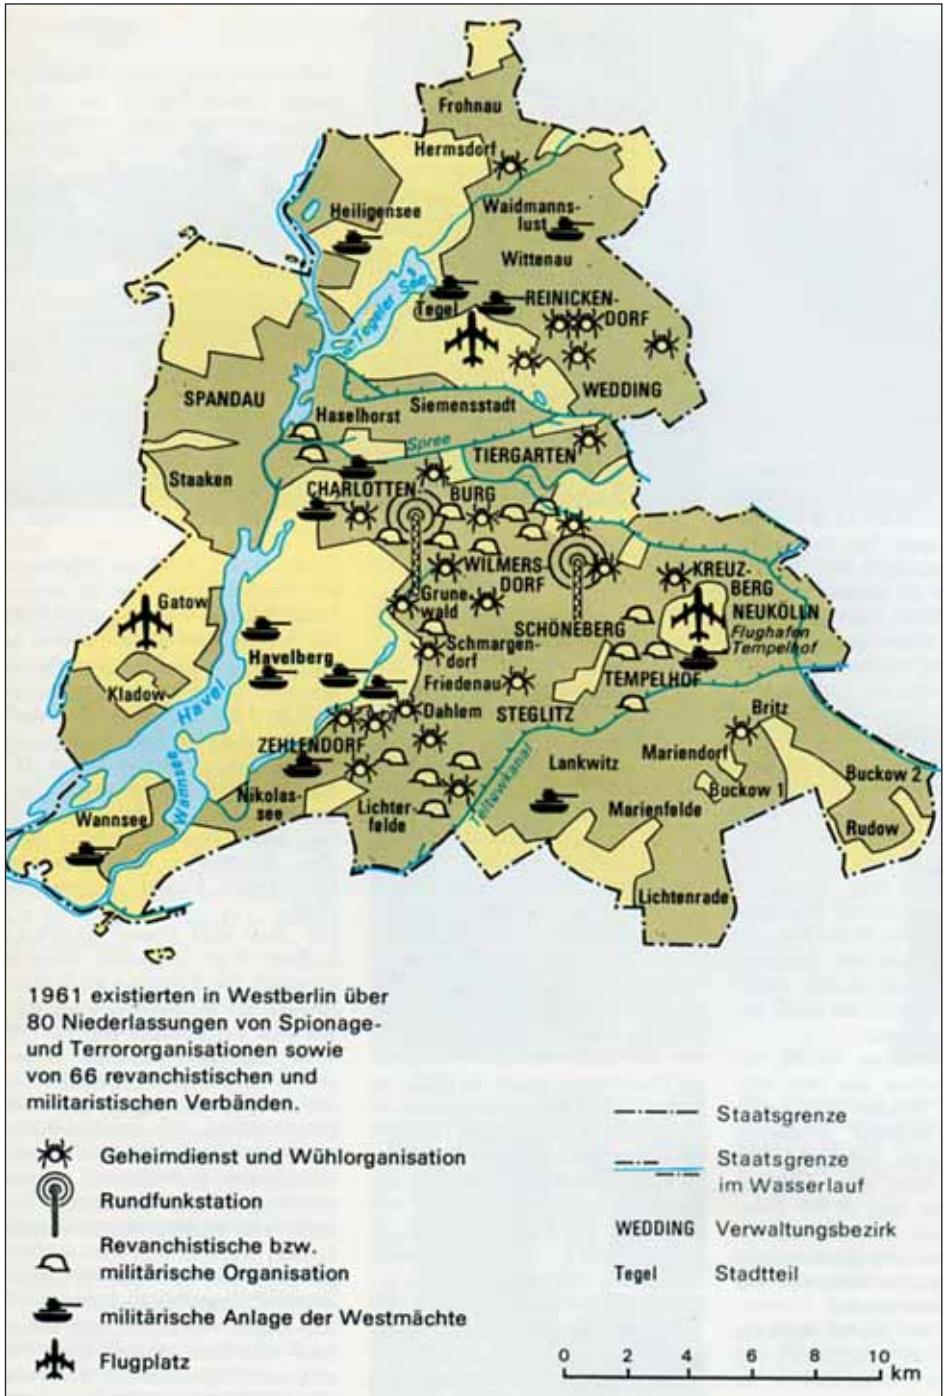 Frohnau
Hermsdorf
Waidmanns-
lust
Heiligensee
Wittenau
Tegeler See
Tegel
REINICKEN-
DORF
WEDDING
SPANDAU
Haselhorst
Siemensstadt
Spree
TIERGARTEN
Staaken
CHARLOTTEN-
BURG
WILMERS-
DORF
KREUZ-
BERG
Gatow
Grune-
wald
NEUKÖLLN
SCHÖNEBERG
Flughafen
Tempelhof
Havelberg
Schmargen-
dorf
Kladow
Friedenau
TEMPELHOF
Havel
Dahlem
STEGLITZ
Britz
ZEHLENDORF
Mariendorf
Wannsee
Lankwitz
Teltowkanal
Buckow 2
Buckow 1
Nikolas-
see
Wannsee
Lichter-
felde
Marienfelde
Rudow
Lichtenrade
1961 existierten in Westberlin über
80 Niederlassungen von Spionage-
und Terrororganisationen sowie
von 66 revanchistischen und
militaristischen Verbänden.
Geheimdienst und Wühlorganisation
Rundfunkstation
Revanchistische bzw.
militärische Organisation
militärische Anlage der Westmächte
Flugplatz
Staatsgrenze
Staatsgrenze
im Wasserlauf
WEDDING Verwaltungsbezirk
Tegel Stadtteil
0 2 4 6 8 10
km